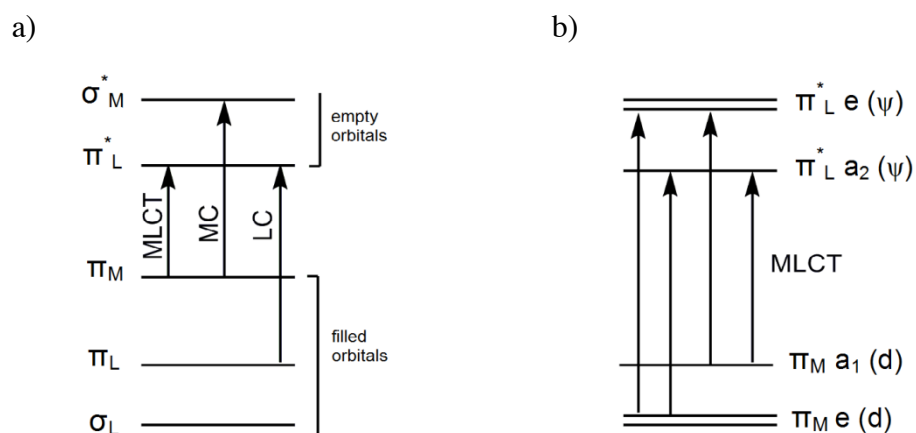 a)
σ*M
empty
orbitals
π*L
MLCT
MC
LC
πM
filled
orbitals
πL
σL
b)
π*L e (ψ)
π*L a2 (ψ)
MLCT
πM a1 (d)
πM e (d)